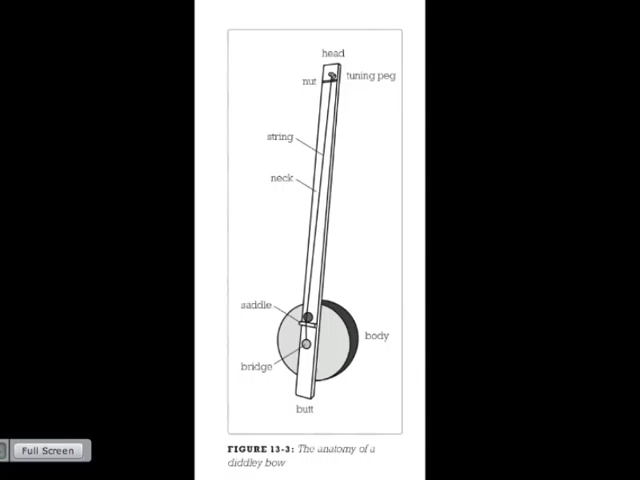 head
nut
tuning peg
string
neck
saddle
body
bridge
butt
Full Screen
FIGURE 13-3: The anatomy of a
diddley bow